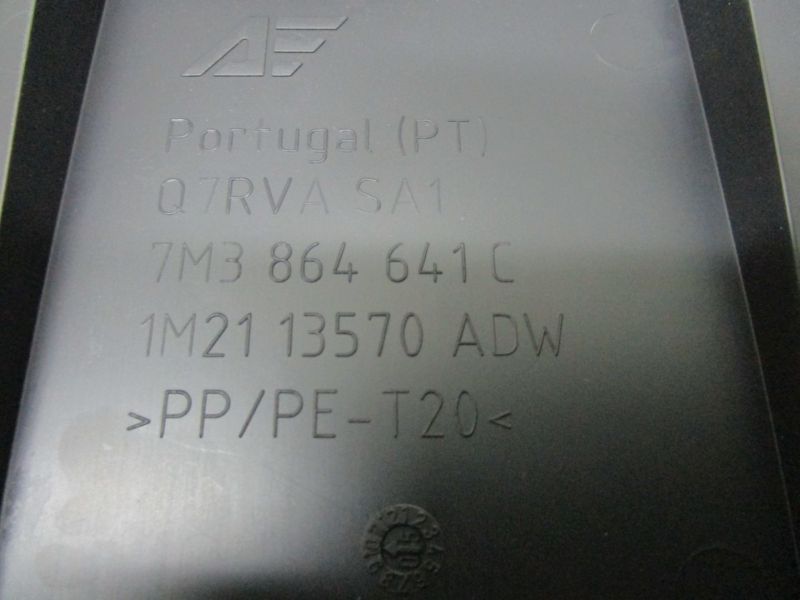 AF
Portugal (PT)
Q7RVA SA1
7M3 864 641 C
1M21 13570 ADW
>PP/PE-T20<